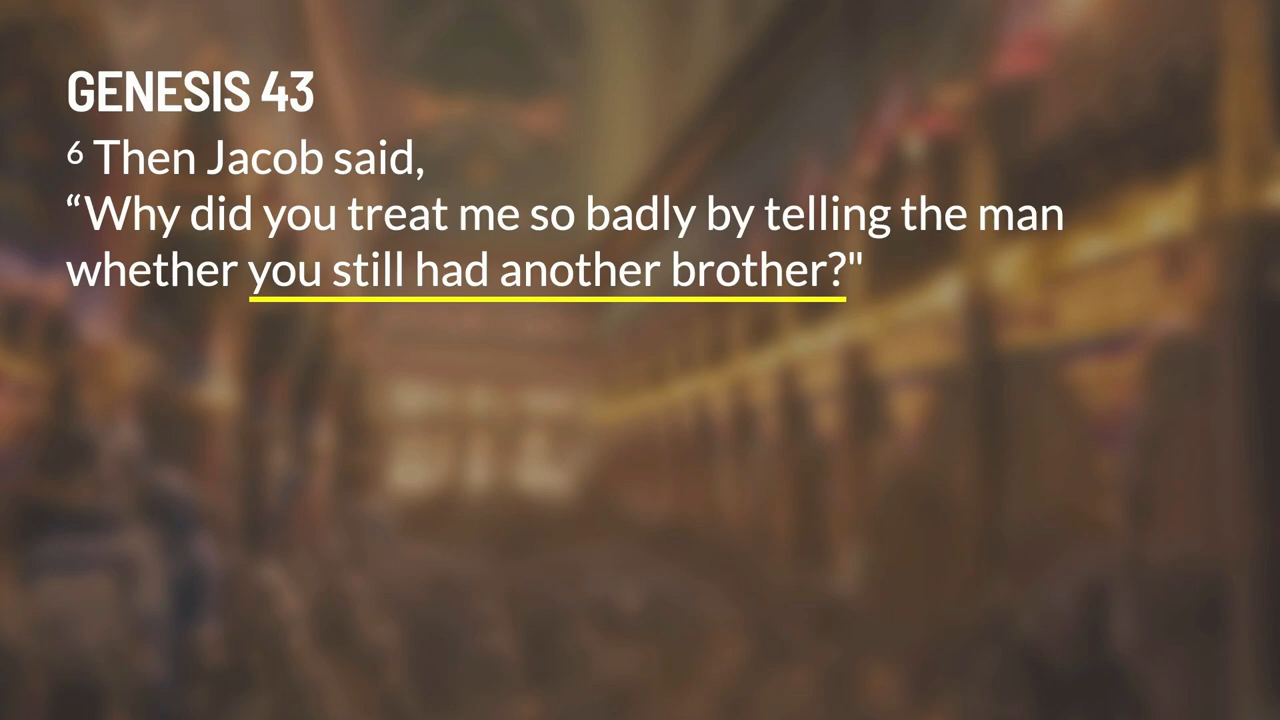 GENESIS 43
⁶ Then Jacob said,
“Why did you treat me so badly by telling the man
whether you still had another brother?"